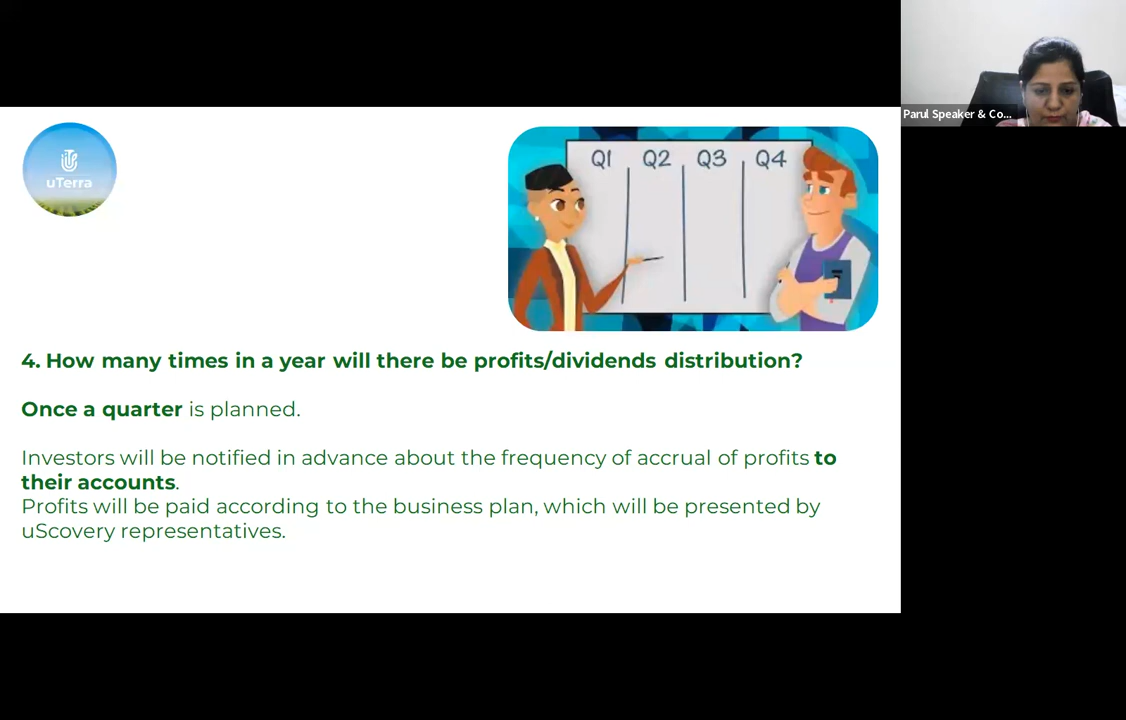 Parul Speaker & Co...
uTerra
Q1 Q2 Q3 Q4
4. How many times in a year will there be profits/dividends distribution?
Once a quarter is planned.
Investors will be notified in advance about the frequency of accrual of profits to
their accounts.
Profits will be paid according to the business plan, which will be presented by
uScovery representatives.